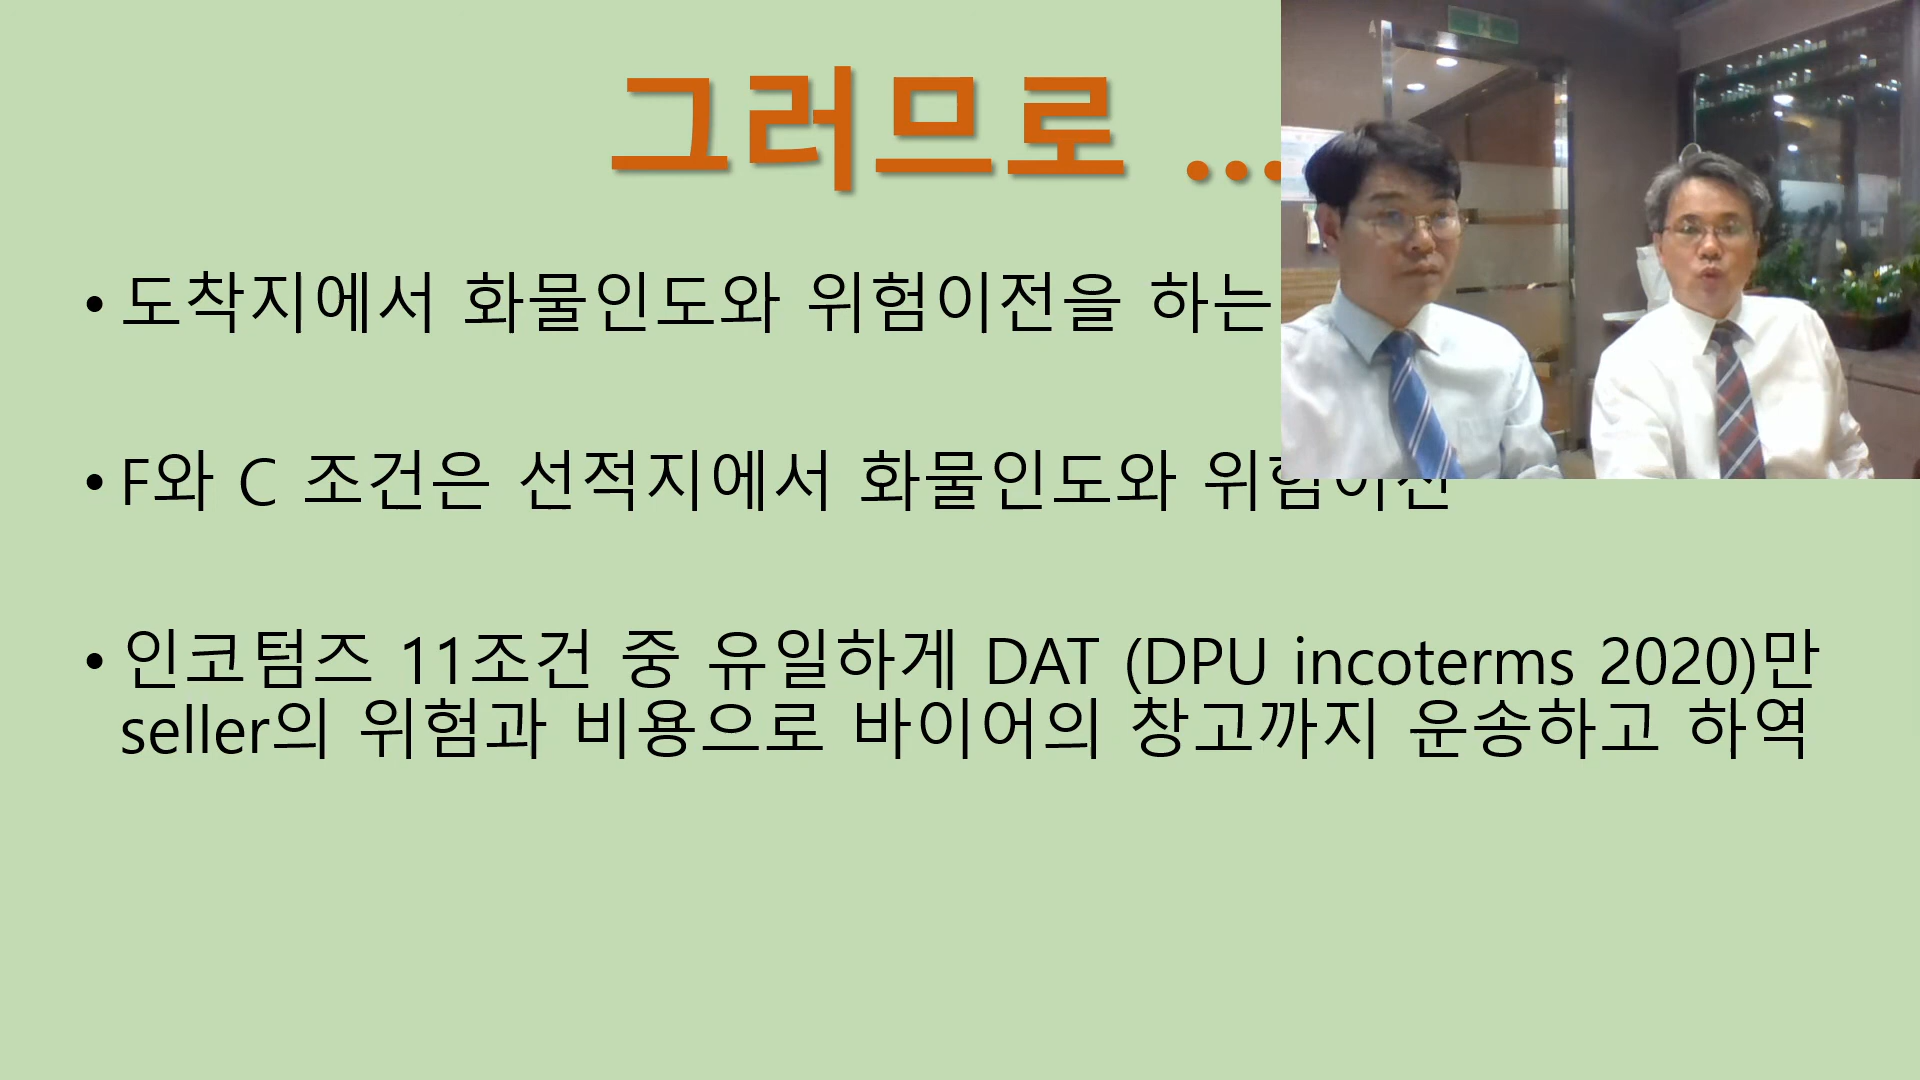 그러므로 ...
• 도착지에서 화물인도와 위험이전을 하는
• F와 C 조건은 선적지에서 화물인도와 위험이전
• 인코텀즈 11조건 중 유일하게 DAT (DPU incoterms 2020)만
seller의 위험과 비용으로 바이어의 창고까지 운송하고 하역